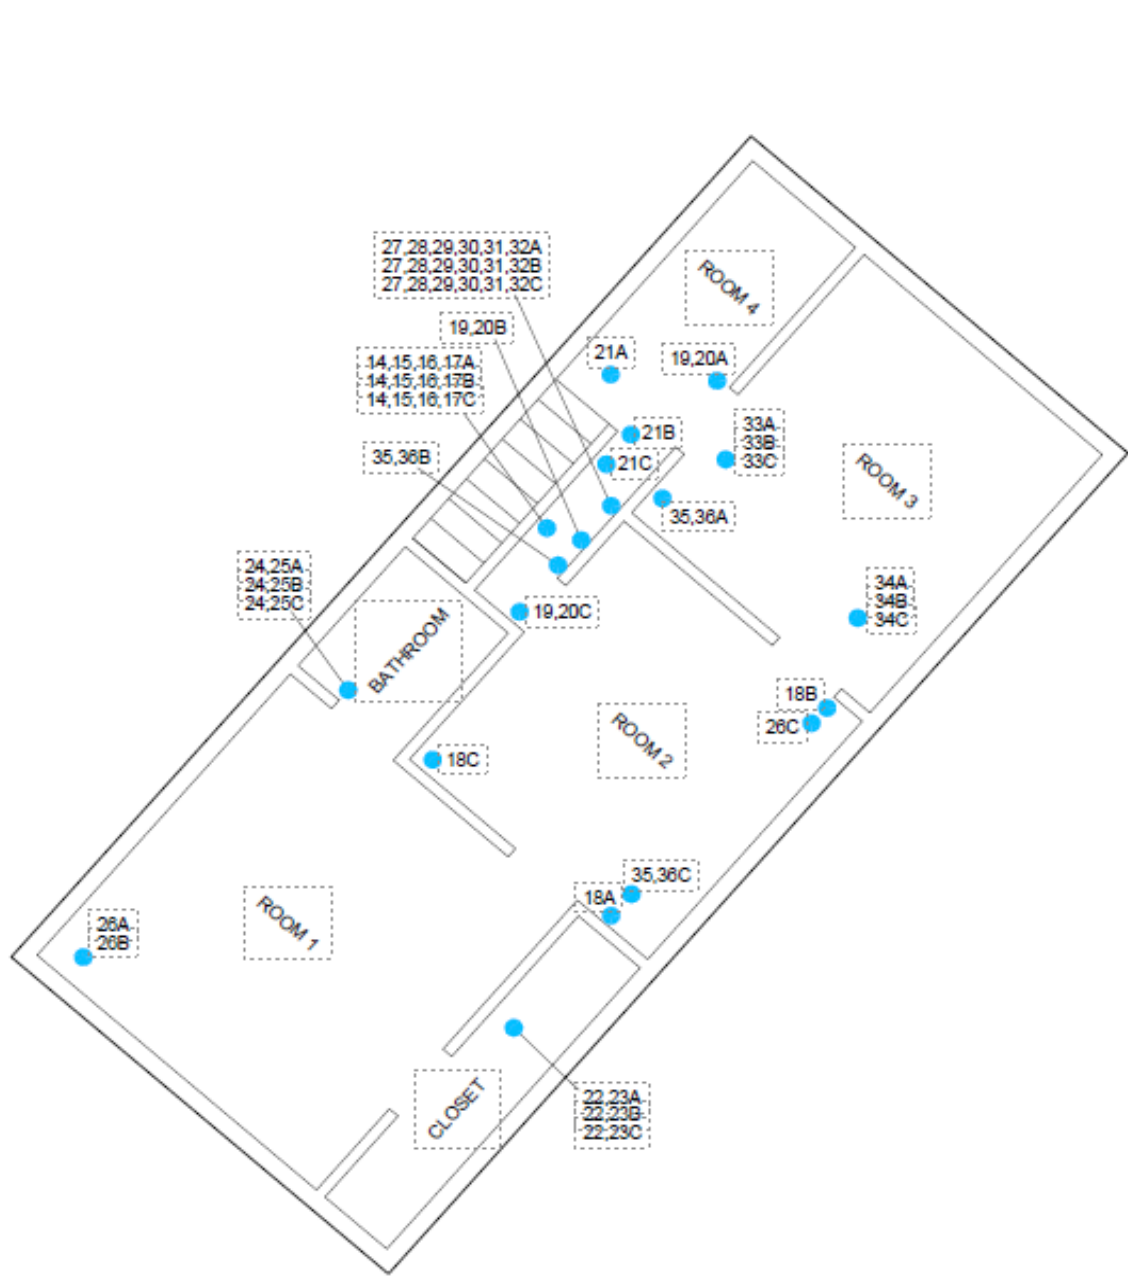 27,28,29,30,31,32A
27,28,29,30,31,32B
27,28,29,30,31,32C
ROOM 4
19,20B
21A
19,20A
14,15,16,17A
14,15,16,17B
14,15,16,17C
33A
33B
33C
21B
35,36B
21C
ROOM 3
35,36A
24,25A
24,25B
24,25C
34A
34B
34C
19,20C
BATHROOM
18B
26C
ROOM 2
18C
35,36C
18A
ROOM 1
26A
26B
CLOSET
22,23A
22,23B
22,23C